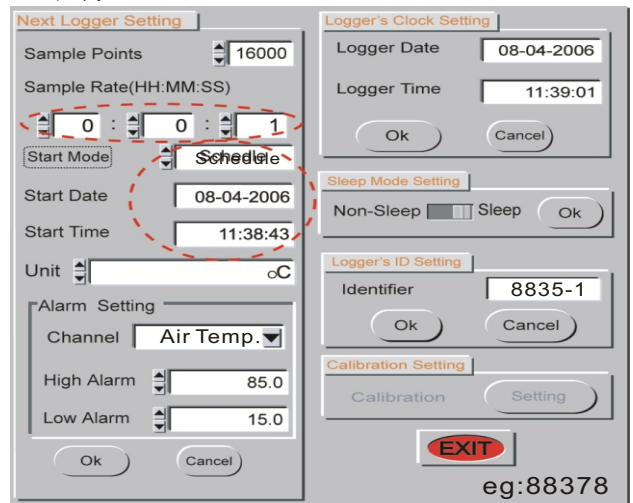 Next Logger Setting
Sample Points 16000
Sample Rate(HH:MM:SS)
0 : 0 : 1
Start Mode Schedule
Start Date 08-04-2006
Start Time 11:38:43
Unit oC
Alarm Setting
Channel Air Temp.
High Alarm 85.0
Low Alarm 15.0
Ok Cancel
Logger's Clock Setting
Logger Date 08-04-2006
Logger Time 11:39:01
Ok Cancel
Sleep Mode Setting
Non-Sleep Sleep Ok
Logger's ID Setting
Identifier 8835-1
Ok Cancel
Calibration Setting
Calibration Setting
EXIT
eg:88378